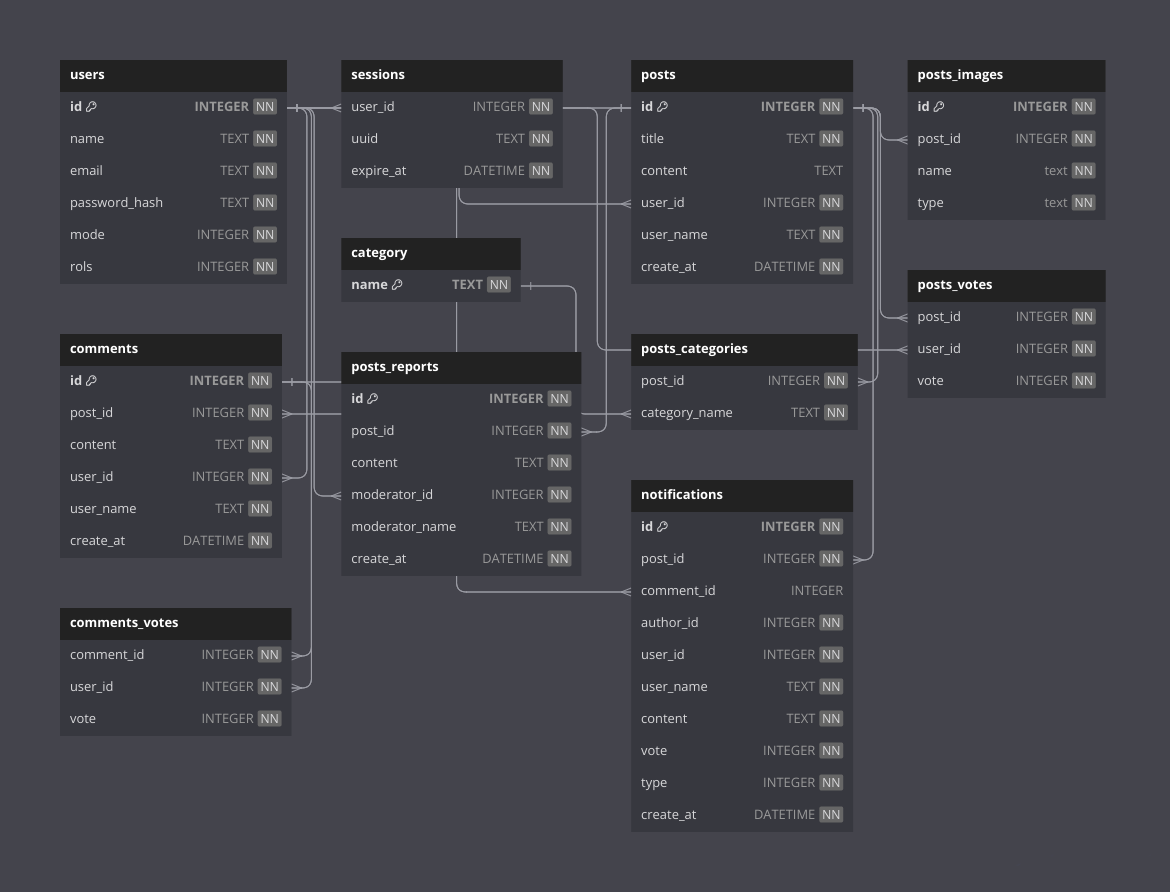 users
id INTEGER NN
name TEXT NN
email TEXT NN
password_hash TEXT NN
mode INTEGER NN
rols INTEGER NN
sessions
user_id INTEGER NN
uuid TEXT NN
expire_at DATETIME NN
posts
id INTEGER NN
title TEXT NN
content TEXT
user_id INTEGER NN
user_name TEXT NN
create_at DATETIME NN
posts_images
id INTEGER NN
post_id INTEGER NN
name text NN
type text NN
category
name TEXT NN
posts_votes
post_id INTEGER NN
user_id INTEGER NN
vote INTEGER NN
comments
id INTEGER NN
post_id INTEGER NN
content TEXT NN
user_id INTEGER NN
user_name TEXT NN
create_at DATETIME NN
posts_reports
id INTEGER NN
post_id INTEGER NN
content TEXT NN
moderator_id INTEGER NN
moderator_name TEXT NN
create_at DATETIME NN
posts_categories
post_id INTEGER NN
category_name TEXT NN
notifications
id INTEGER NN
post_id INTEGER NN
comment_id INTEGER
author_id INTEGER NN
user_id INTEGER NN
user_name TEXT NN
content TEXT NN
vote INTEGER NN
type INTEGER NN
create_at DATETIME NN
comments_votes
comment_id INTEGER NN
user_id INTEGER NN
vote INTEGER NN